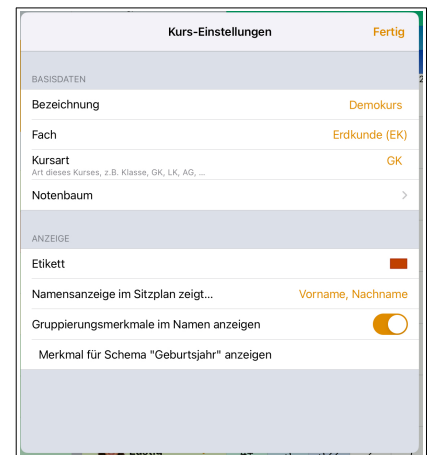 Kurs-Einstellungen
Fertig
BASISDATEN
Bezeichnung
Demokurs
Fach
Erdkunde (EK)
Kursart
GK
Art dieses Kurses, z.B. Klasse, GK, LK, AG, ...
Notenbaum
ANZEIGE
Etikett
Namensanzeige im Sitzplan zeigt...
Vorname, Nachname
Gruppierungsmerkmale im Namen anzeigen
Merkmal für Schema "Geburtsjahr" anzeigen